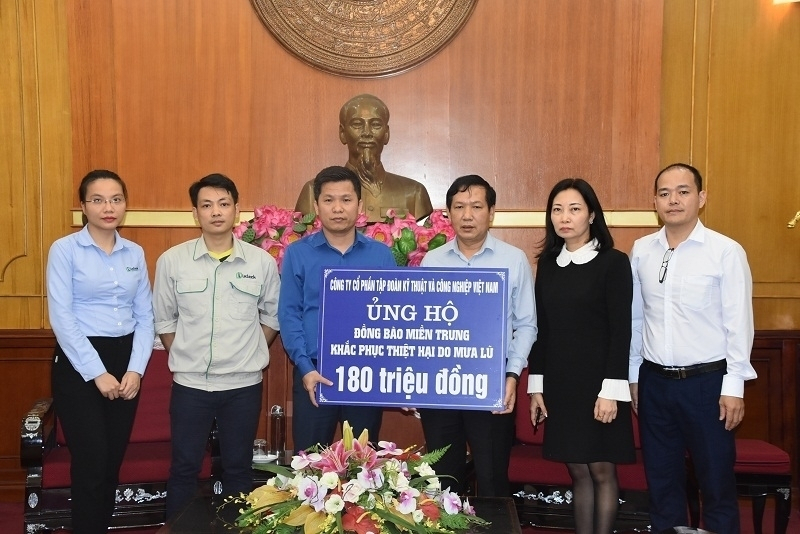 CÔNG TY CỔ PHẦN TẬP ĐOÀN KỸ THUẬT VÀ CÔNG NGHIỆP VIỆT NAM
ỦNG HỘ
ĐỒNG BÀO MIỀN TRUNG
KHẮC PHỤC THIỆT HẠI DO MƯA LŨ
180 triệu đồng